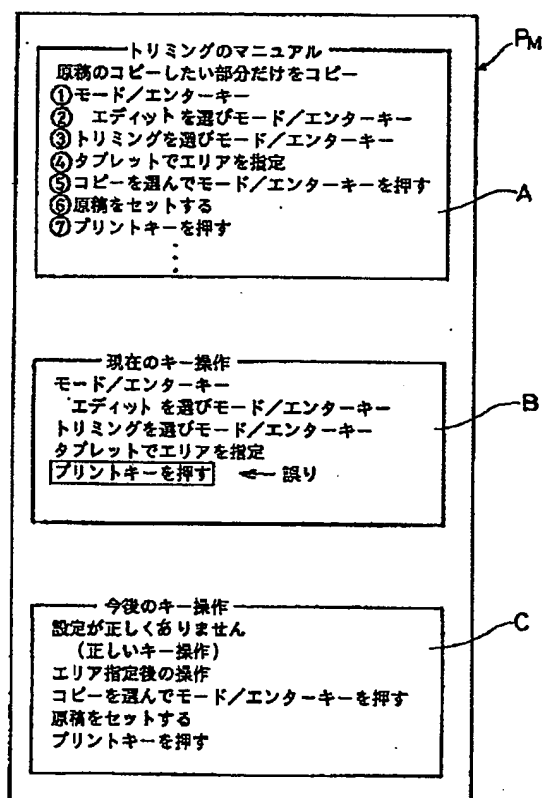 PM
トリミングのマニュアル
原稿のコピーしたい部分だけをコピー
①モード／エンターキー
② エディットを選びモード／エンターキー
③トリミングを選びモード／エンターキー
④タブレットでエリアを指定
⑤コピーを選んでモード／エンターキーを押す
⑥原稿をセットする
⑦プリントキーを押す
A
現在のキー操作
モード／エンターキー
エディットを選びモード／エンターキー
トリミングを選びモード／エンターキー
タブレットでエリアを指定
プリントキーを押す ← 誤り
B
今後のキー操作
設定が正しくありません
（正しいキー操作）
エリア指定後の操作
コピーを選んでモード／エンターキーを押す
原稿をセットする
プリントキーを押す
C